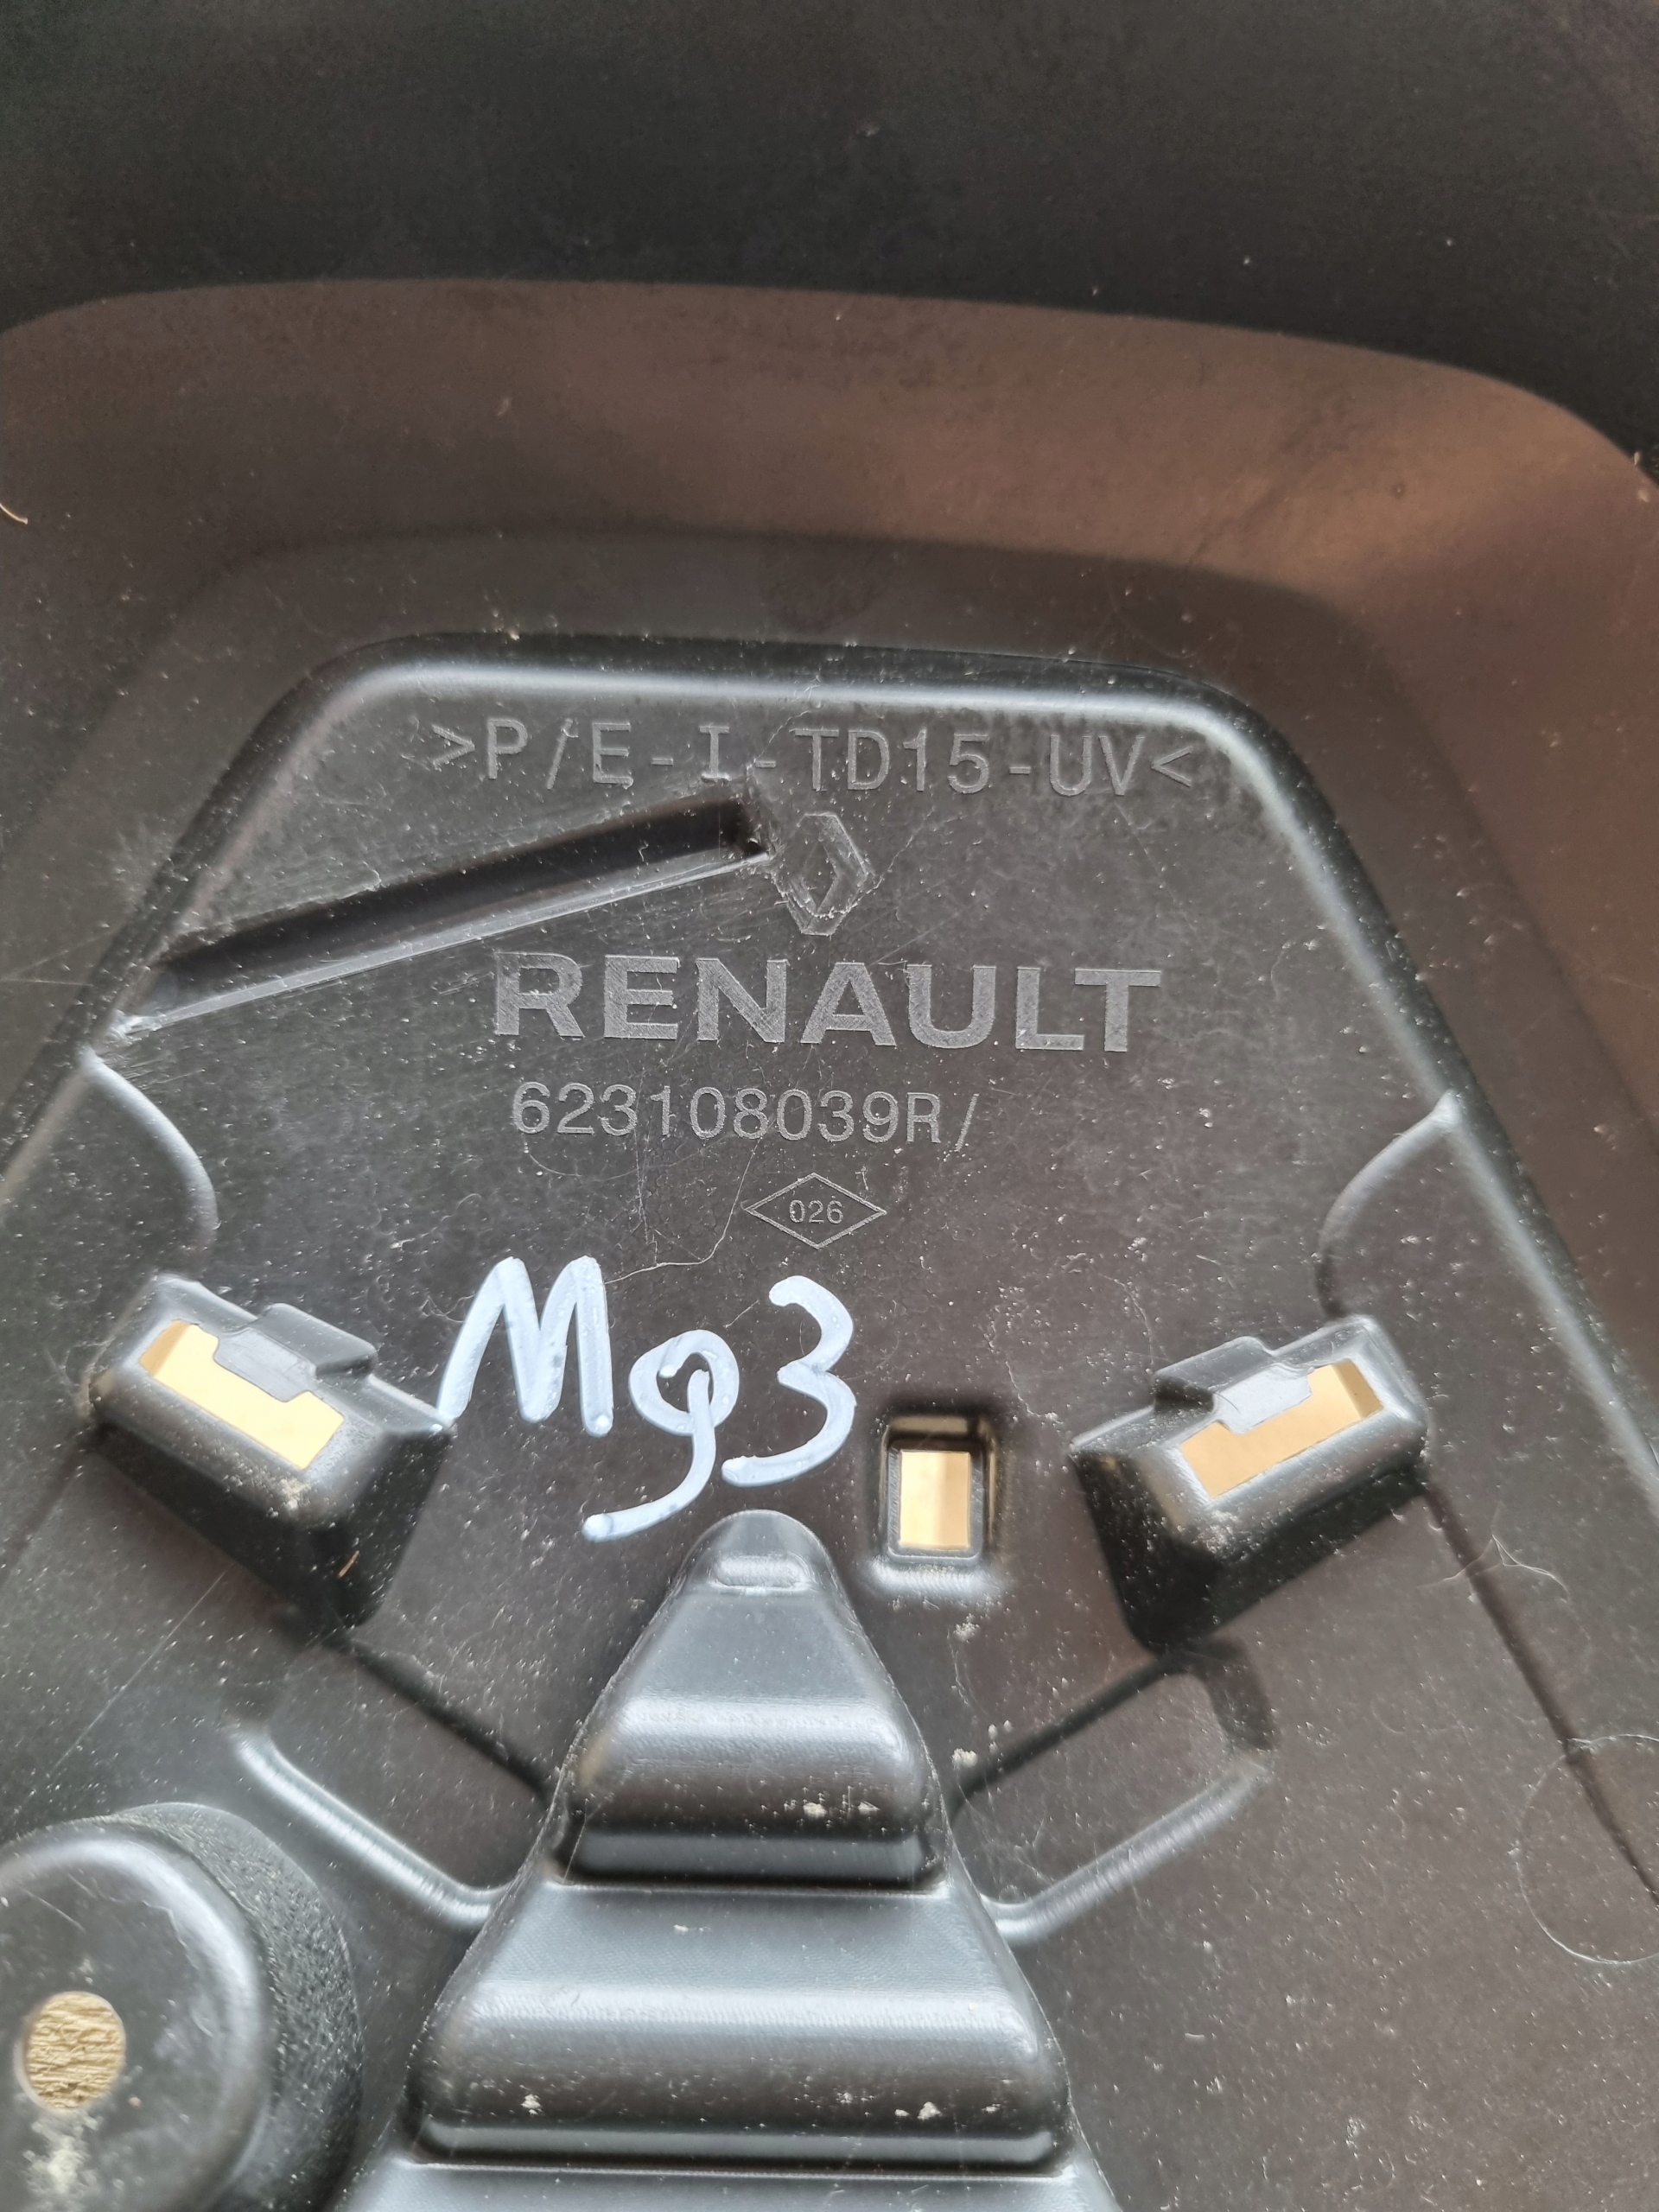 >P/E-I-TD15-UV<
RENAULT
623108039R/
026
Mg3